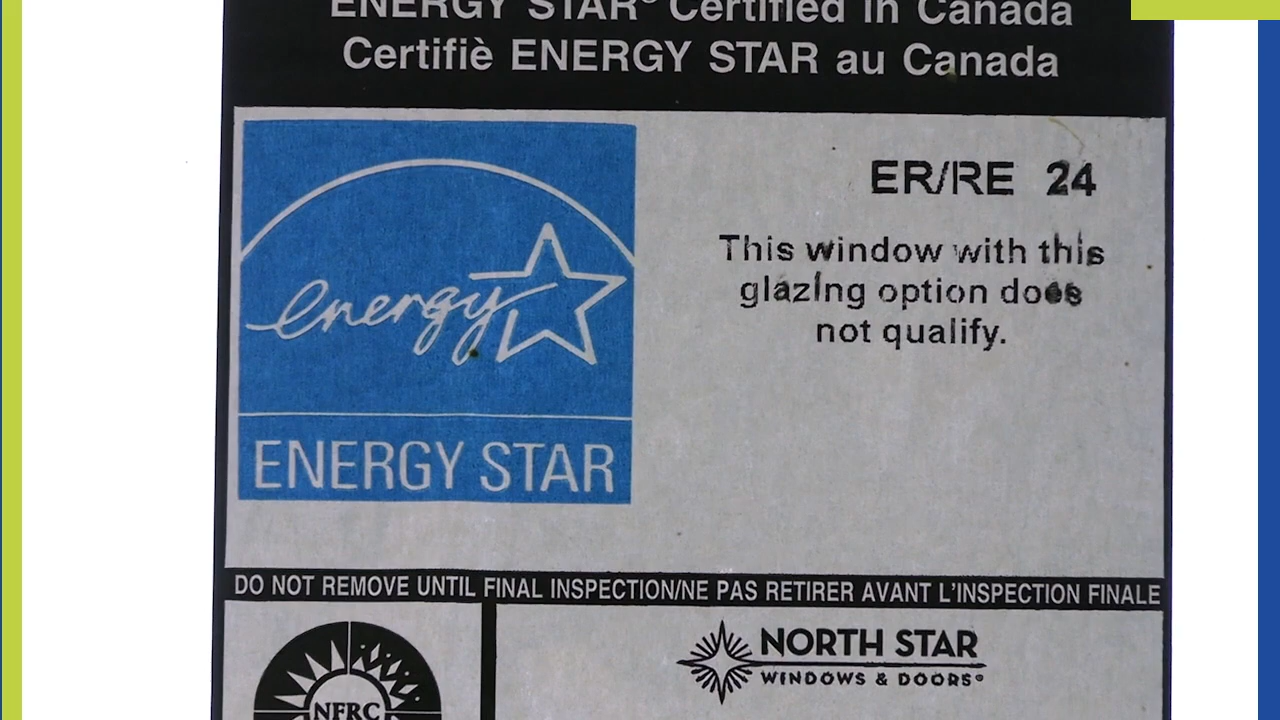 ENERGY STAR® Certified in Canada
Certifiè ENERGY STAR au Canada
ER/RE 24
This window with this
glazing option does
not qualify.
energy
ENERGY STAR
DO NOT REMOVE UNTIL FINAL INSPECTION/NE PAS RETIRER AVANT L'INSPECTION FINALE
NORTH STAR
WINDOWS & DOORS®
NFRC